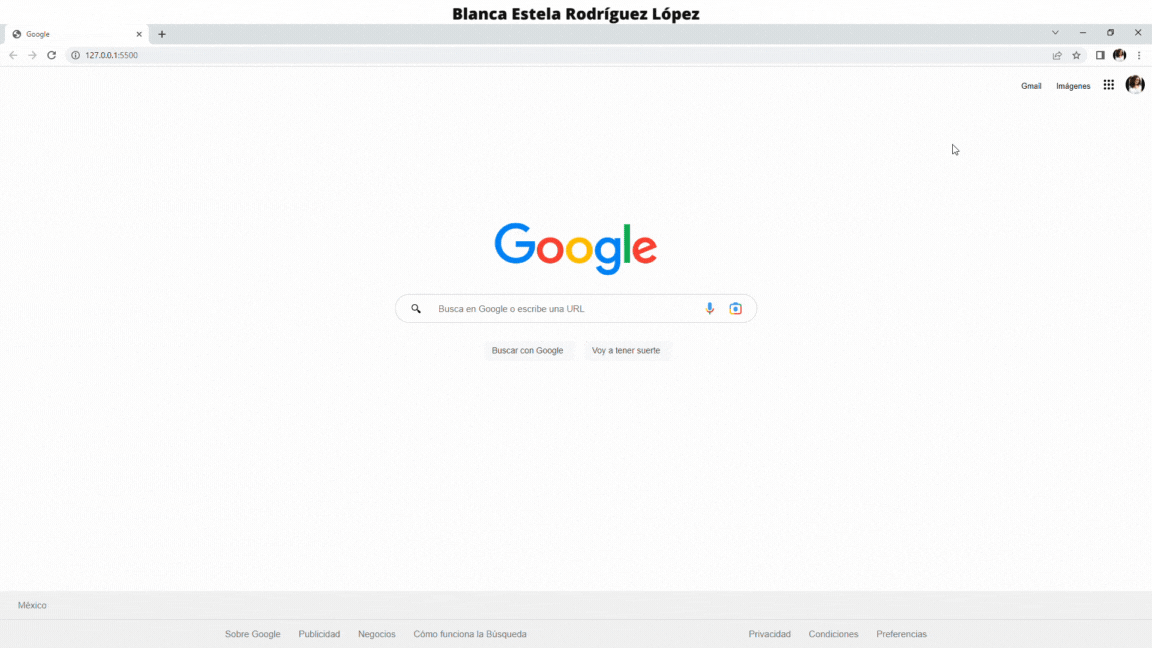 Blanca Estela Rodríguez López
Google
127.0.0.1:5500
Gmail Imágenes
Google
Busca en Google o escribe una URL
Buscar con Google Voy a tener suerte
México
Sobre Google Publicidad Negocios Cómo funciona la Búsqueda Privacidad Condiciones Preferencias